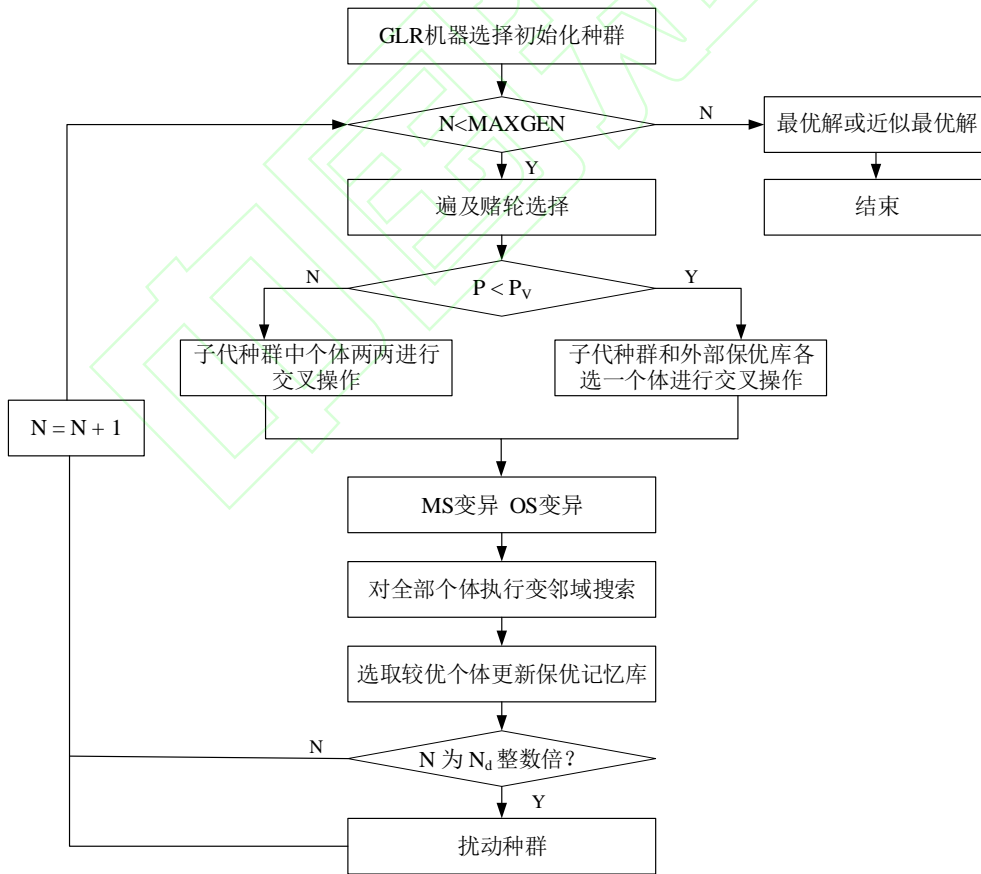 GLR机器选择初始化种群
N<MAXGEN
N
最优解或近似最优解
Y
遍及赌轮选择
结束
N
P < PV
Y
子代种群中个体两两进行
交叉操作
子代种群和外部保优库各
选一个体进行交叉操作
N = N + 1
MS变异 OS变异
对全部个体执行变邻域搜索
选取较优个体更新保优记忆库
N
N 为 Nd 整数倍?
Y
扰动种群